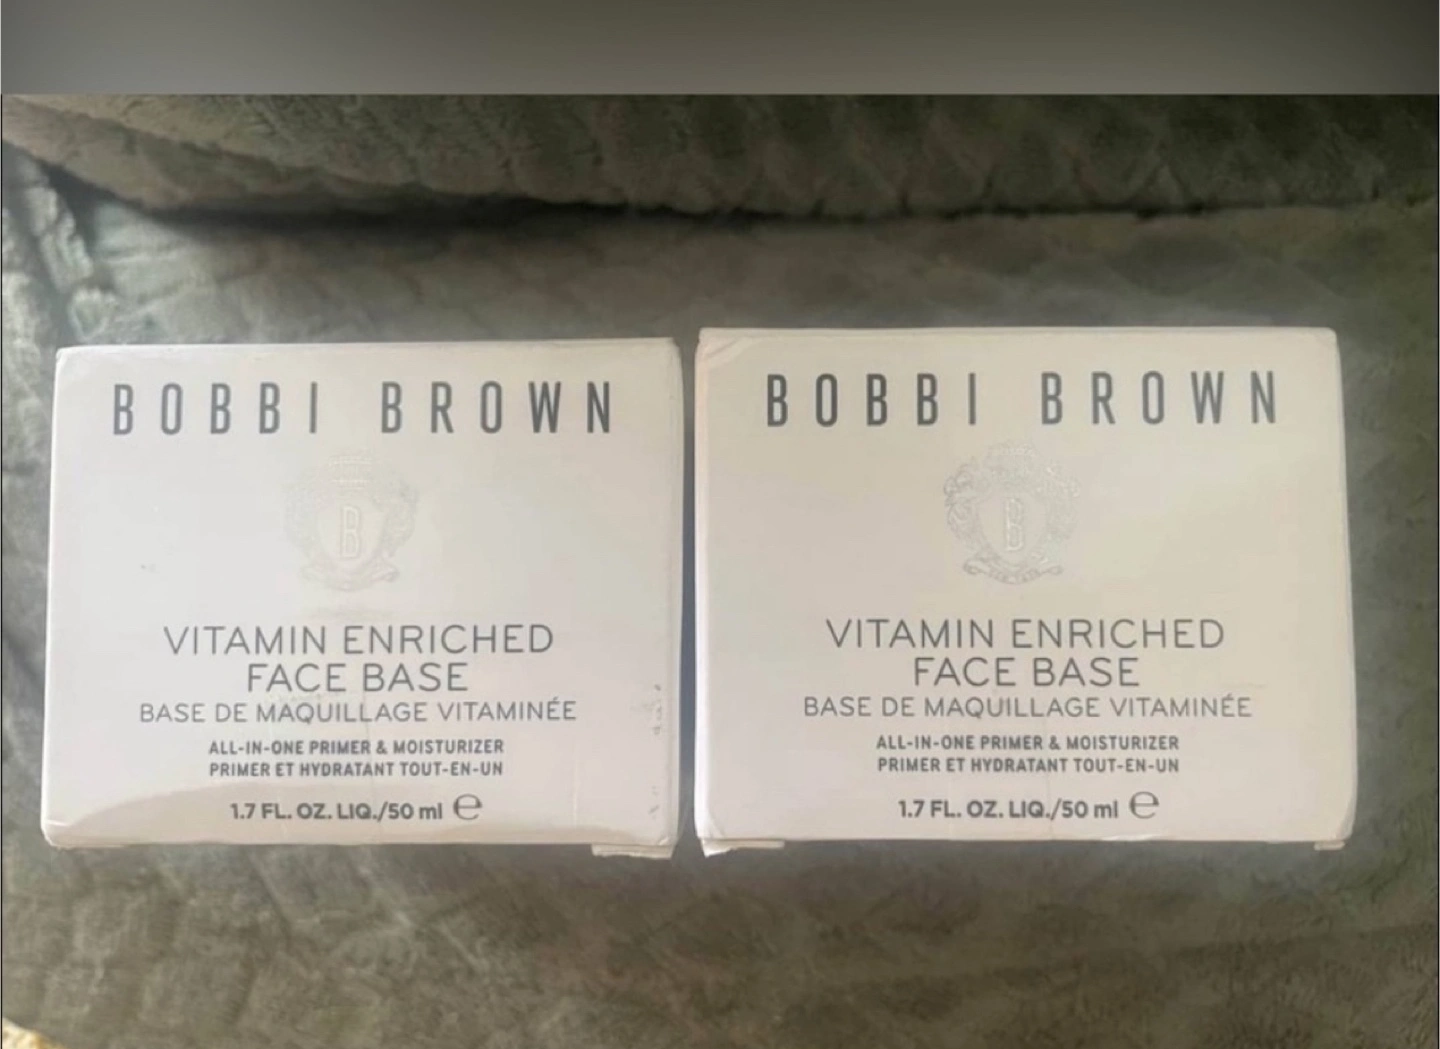 BOBBI BROWN
B
VITAMIN ENRICHED
FACE BASE
BASE DE MAQUILLAGE VITAMINÉE
ALL-IN-ONE PRIMER & MOISTURIZER
PRIMER ET HYDRATANT TOUT-EN-UN
1.7 FL. OZ. LIQ./50 ml ℮
BOBBI BROWN
B
VITAMIN ENRICHED
FACE BASE
BASE DE MAQUILLAGE VITAMINÉE
ALL-IN-ONE PRIMER & MOISTURIZER
PRIMER ET HYDRATANT TOUT-EN-UN
1.7 FL. OZ. LIQ./50 ml ℮